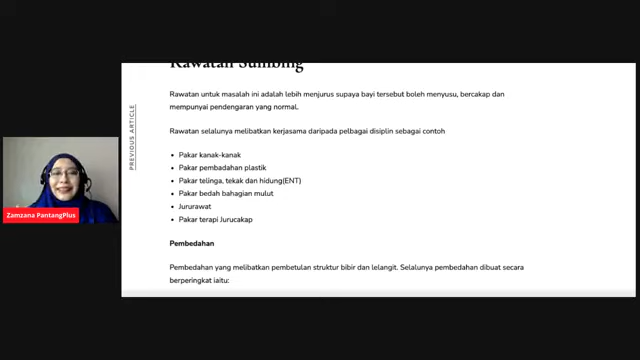 Rawatan Sumbing
Rawatan untuk masalah ini adalah lebih menjurus supaya bayi tersebut boleh menyusu, bercakap dan
mempunyai pendengaran yang normal.
PREVIOUS ARTICLE
Rawatan selalunya melibatkan kerjasama daripada pelbagai disiplin sebagai contoh
Pakar kanak-kanak
Pakar pembadahan plastik
Pakar telinga, tekak dan hidung(ENT)
Pakar bedah bahagian mulut
Jururawat
Pakar terapi Jurucakap
Zamzana PantangPlus
Pembedahan
Pembedahan yang melibatkan pembetulan struktur bibir dan lelangit. Selalunya pembedahan dibuat secara
berperingkat iaitu: